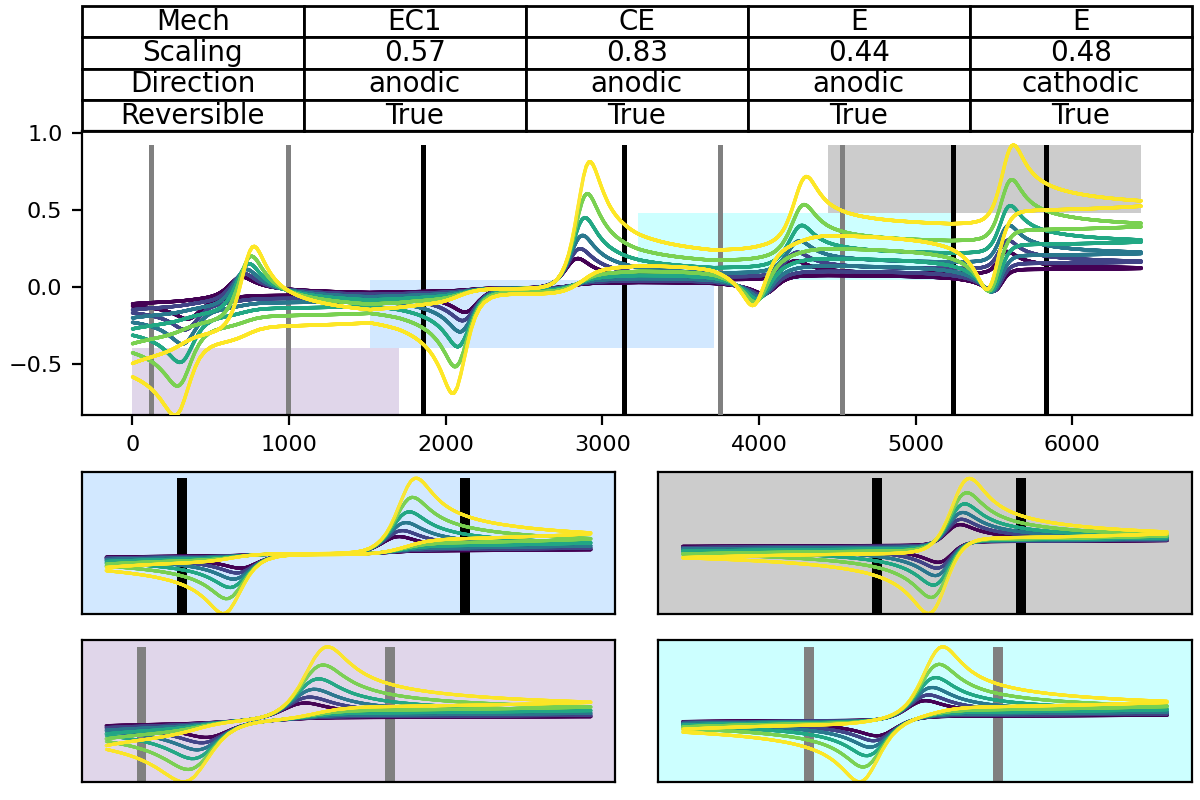 Mech EC1 CE E E
Scaling 0.57 0.83 0.44 0.48
Direction anodic anodic anodic cathodic
Reversible True True True True
1.0
0.5
0.0
−0.5
0 1000 2000 3000 4000 5000 6000